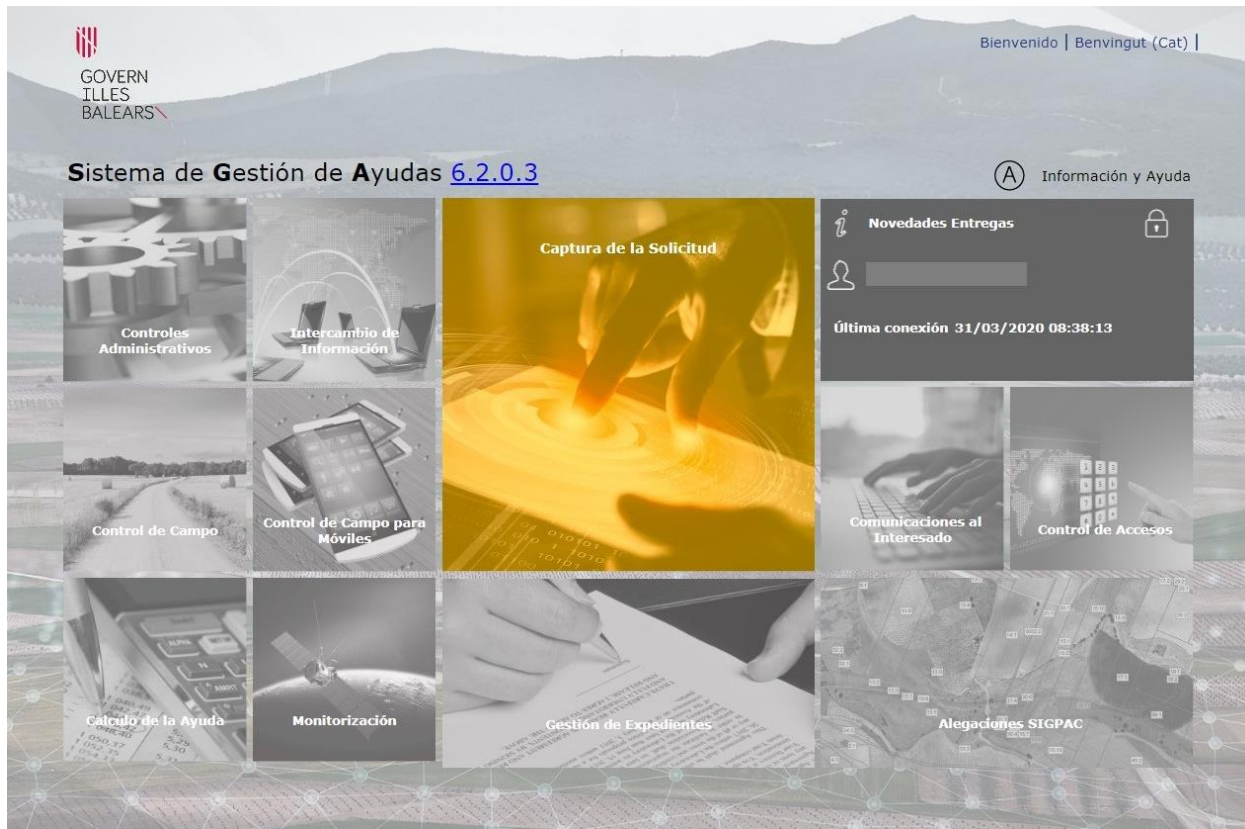 GOVERN
ILLES
BALEARS
Bienvenido | Benvingut (Cat) |
Sistema de Gestión de Ayudas 6.2.0.3
A Información y Ayuda
Controles
Administrativos
Intercambio de
Información
Captura de la Solicitud
i Novedades Entregas
Última conexión 31/03/2020 08:38:13
Control de Campo
Control de Campo para
Móviles
Comunicaciones al
Interesado
Control de Accesos
Calculo de la Ayuda
Monitorización
Gestión de Expedientes
Alegaciones SIGPAC